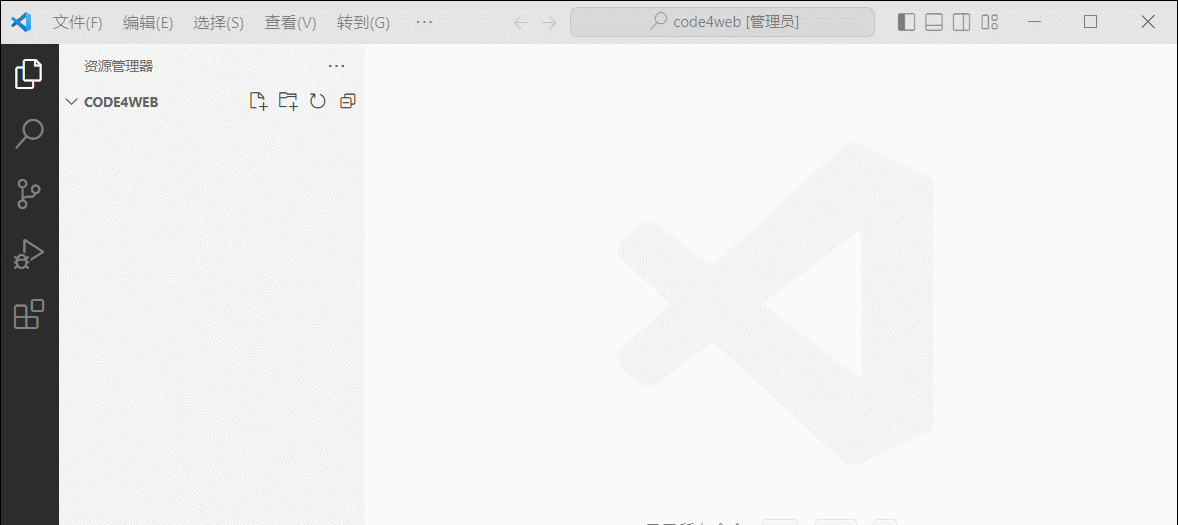 文件(F) 编辑(E) 选择(S) 查看(V) 转到(G) ··· code4web [管理员]
资源管理器 ···
CODE4WEB